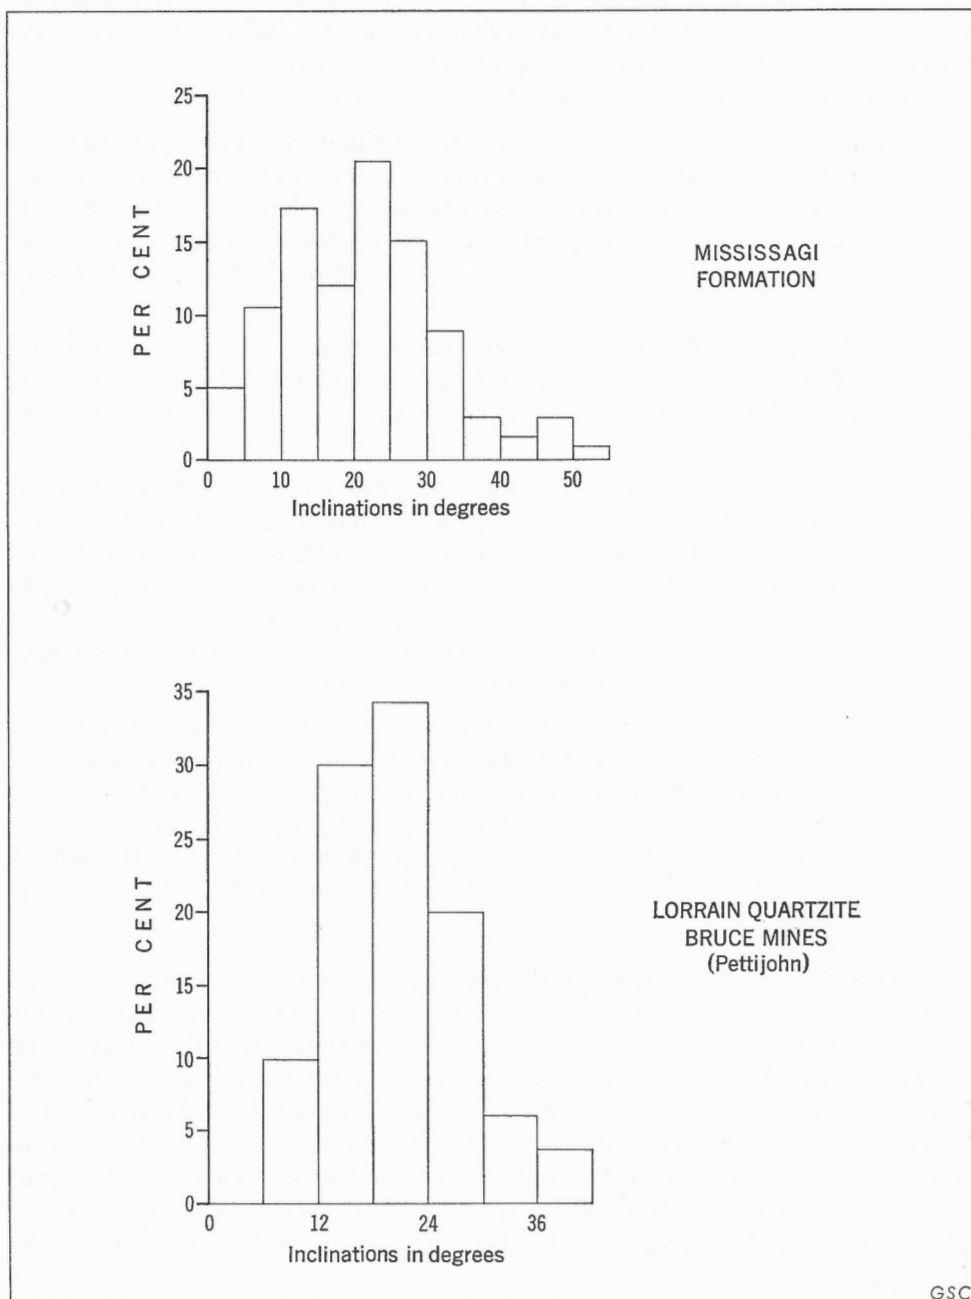 25
20
15
10
5
0
PER CENT
0 10 20 30 40 50
Inclinations in degrees
MISSISSAGI
FORMATION
35
30
25
20
15
10
5
0
PER CENT
0 12 24 36
Inclinations in degrees
LORRAIN QUARTZITE
BRUCE MINES
(Pettijohn)
GSC